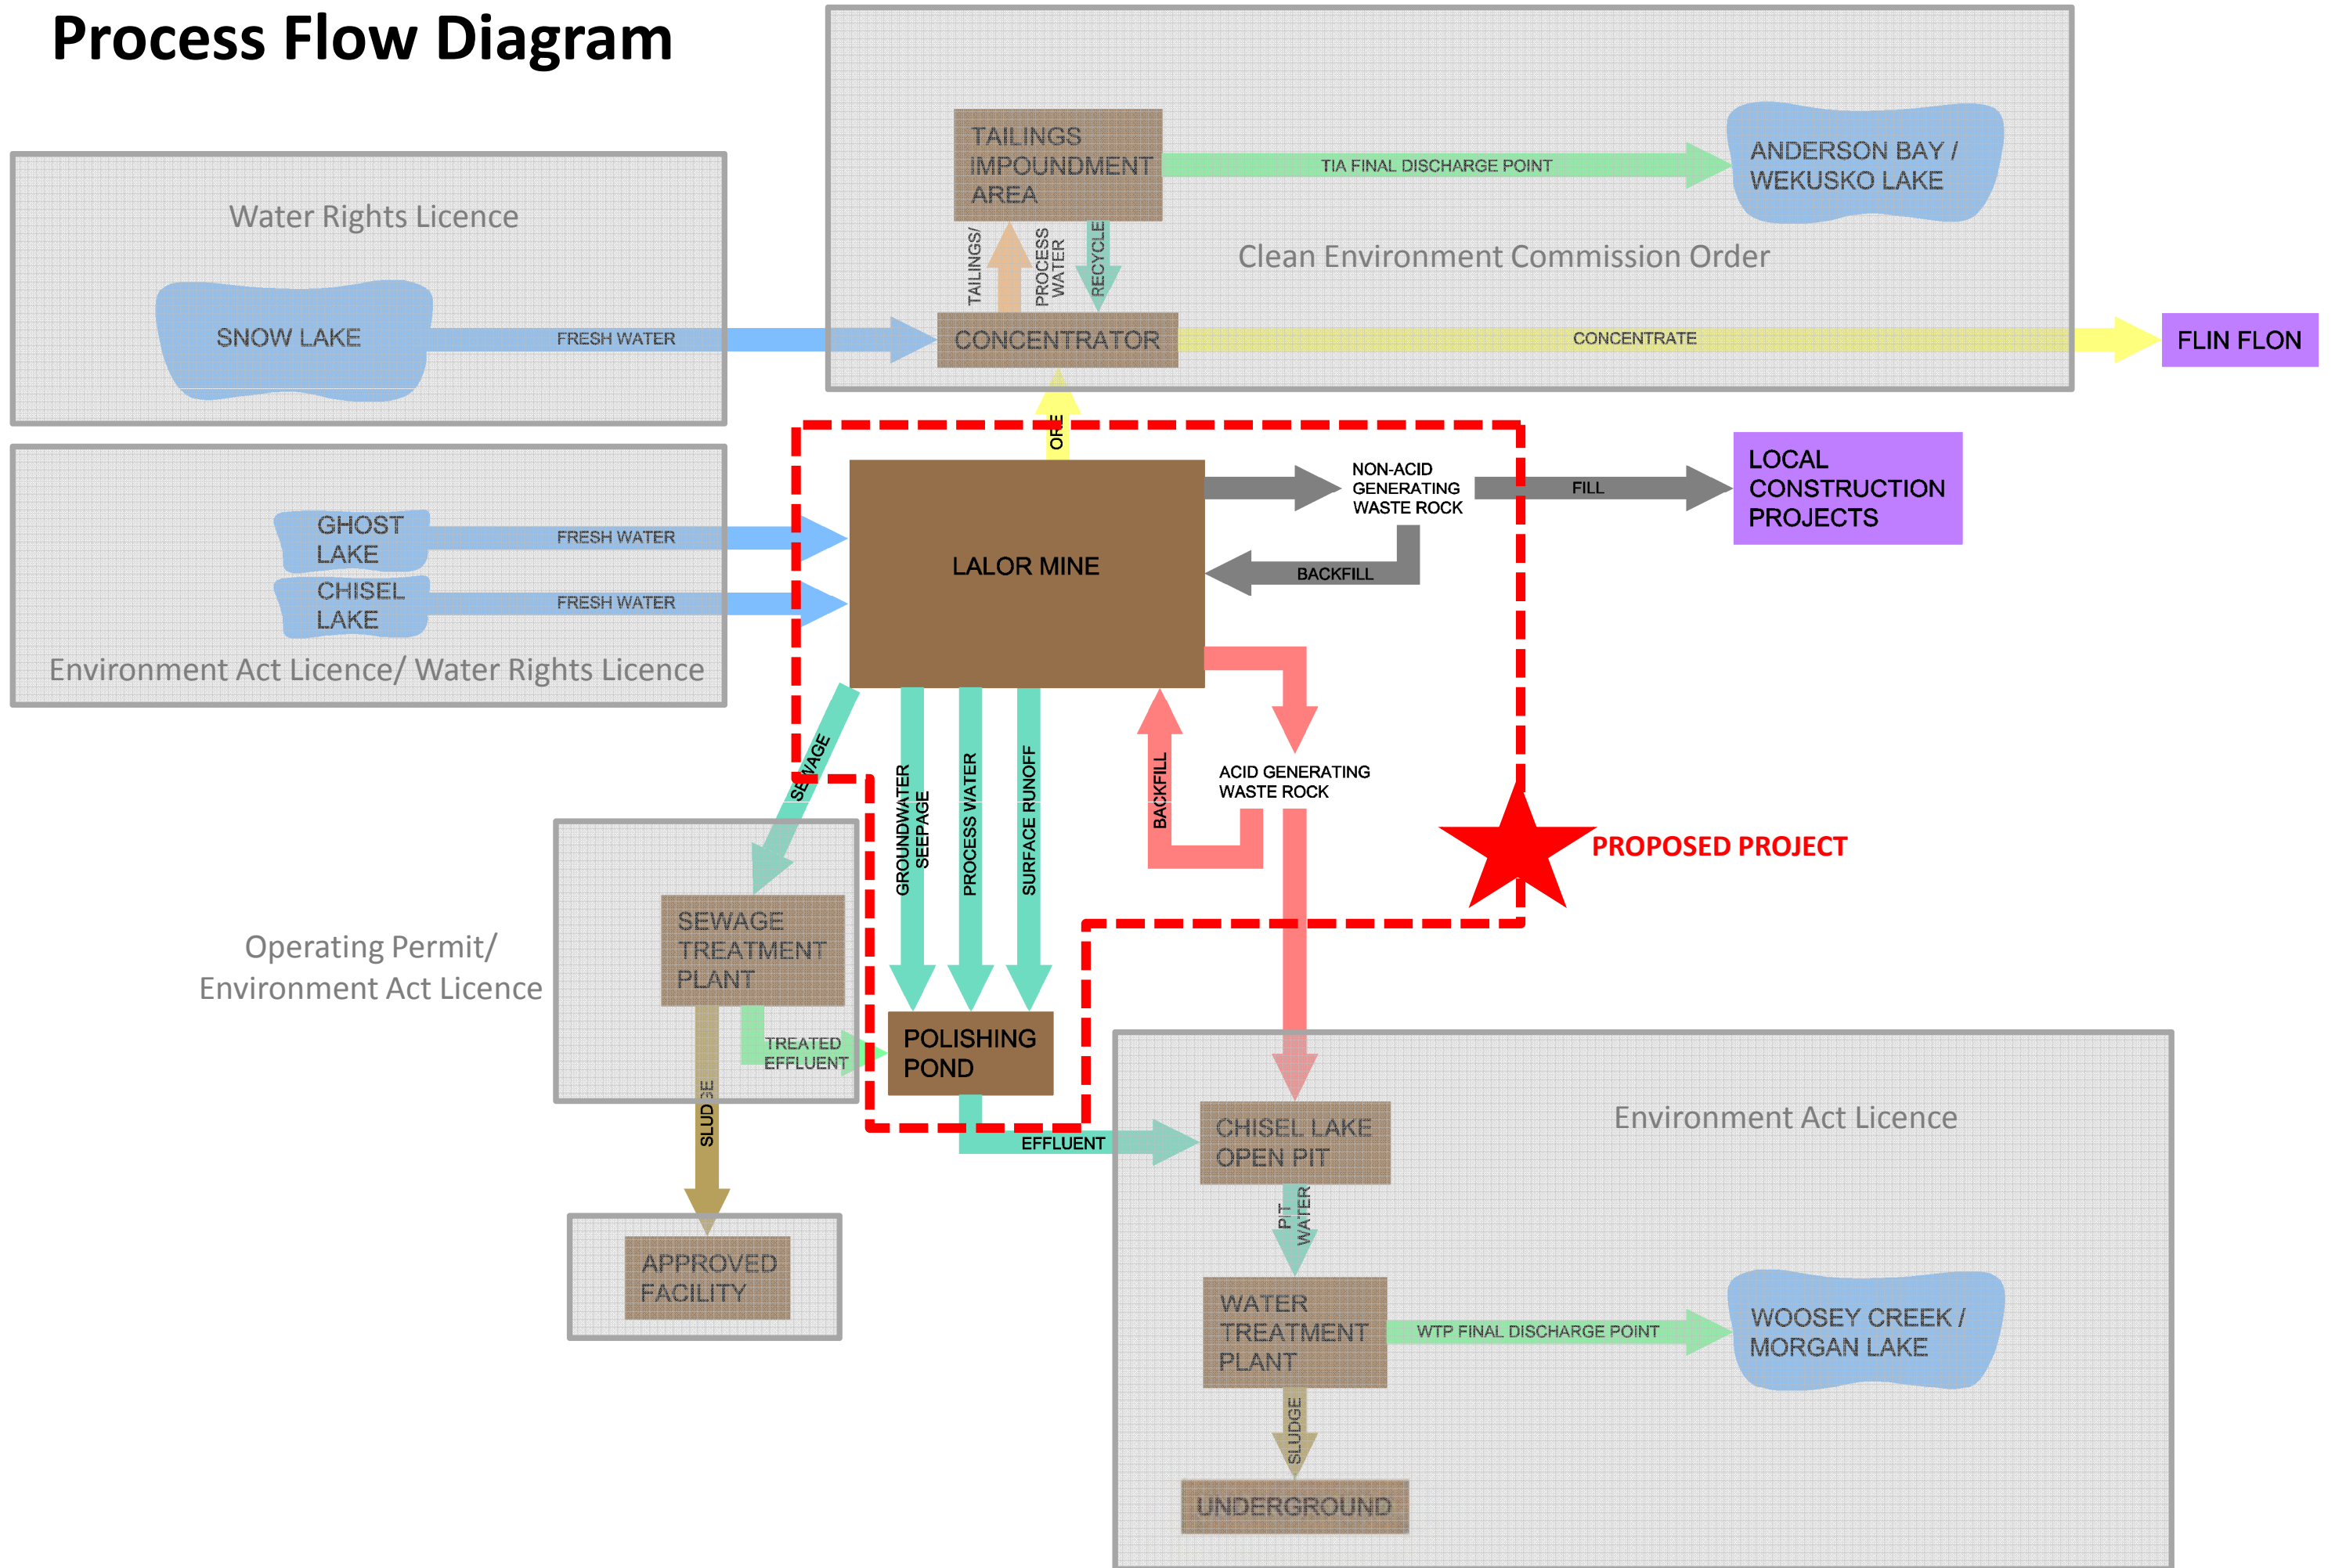 Process Flow Diagram
TAILINGS
IMPOUNDMENT
AREA
TIA FINAL DISCHARGE POINT
ANDERSON BAY /
WEKUSKO LAKE
Water Rights Licence
TAILINGS/
PROCESS
WATER
RECYCLE
Clean Environment Commission Order
SNOW LAKE
FRESH WATER
CONCENTRATOR
CONCENTRATE
FLIN FLON
ORE
LALOR MINE
NON-ACID
GENERATING
WASTE ROCK
FILL
LOCAL
CONSTRUCTION
PROJECTS
GHOST
LAKE
FRESH WATER
BACKFILL
CHISEL
LAKE
FRESH WATER
Environment Act Licence/ Water Rights Licence
SEWAGE
GROUNDWATER
SEEPAGE
PROCESS WATER
SURFACE RUNOFF
BACKFILL
ACID GENERATING
WASTE ROCK
PROPOSED PROJECT
Operating Permit/
Environment Act Licence
SEWAGE
TREATMENT
PLANT
TREATED
EFFLUENT
POLISHING
POND
SLUDGE
EFFLUENT
CHISEL LAKE
OPEN PIT
Environment Act Licence
PIT
WATER
APPROVED
FACILITY
WATER
TREATMENT
PLANT
WTP FINAL DISCHARGE POINT
WOOSEY CREEK /
MORGAN LAKE
SLUDGE
UNDERGROUND